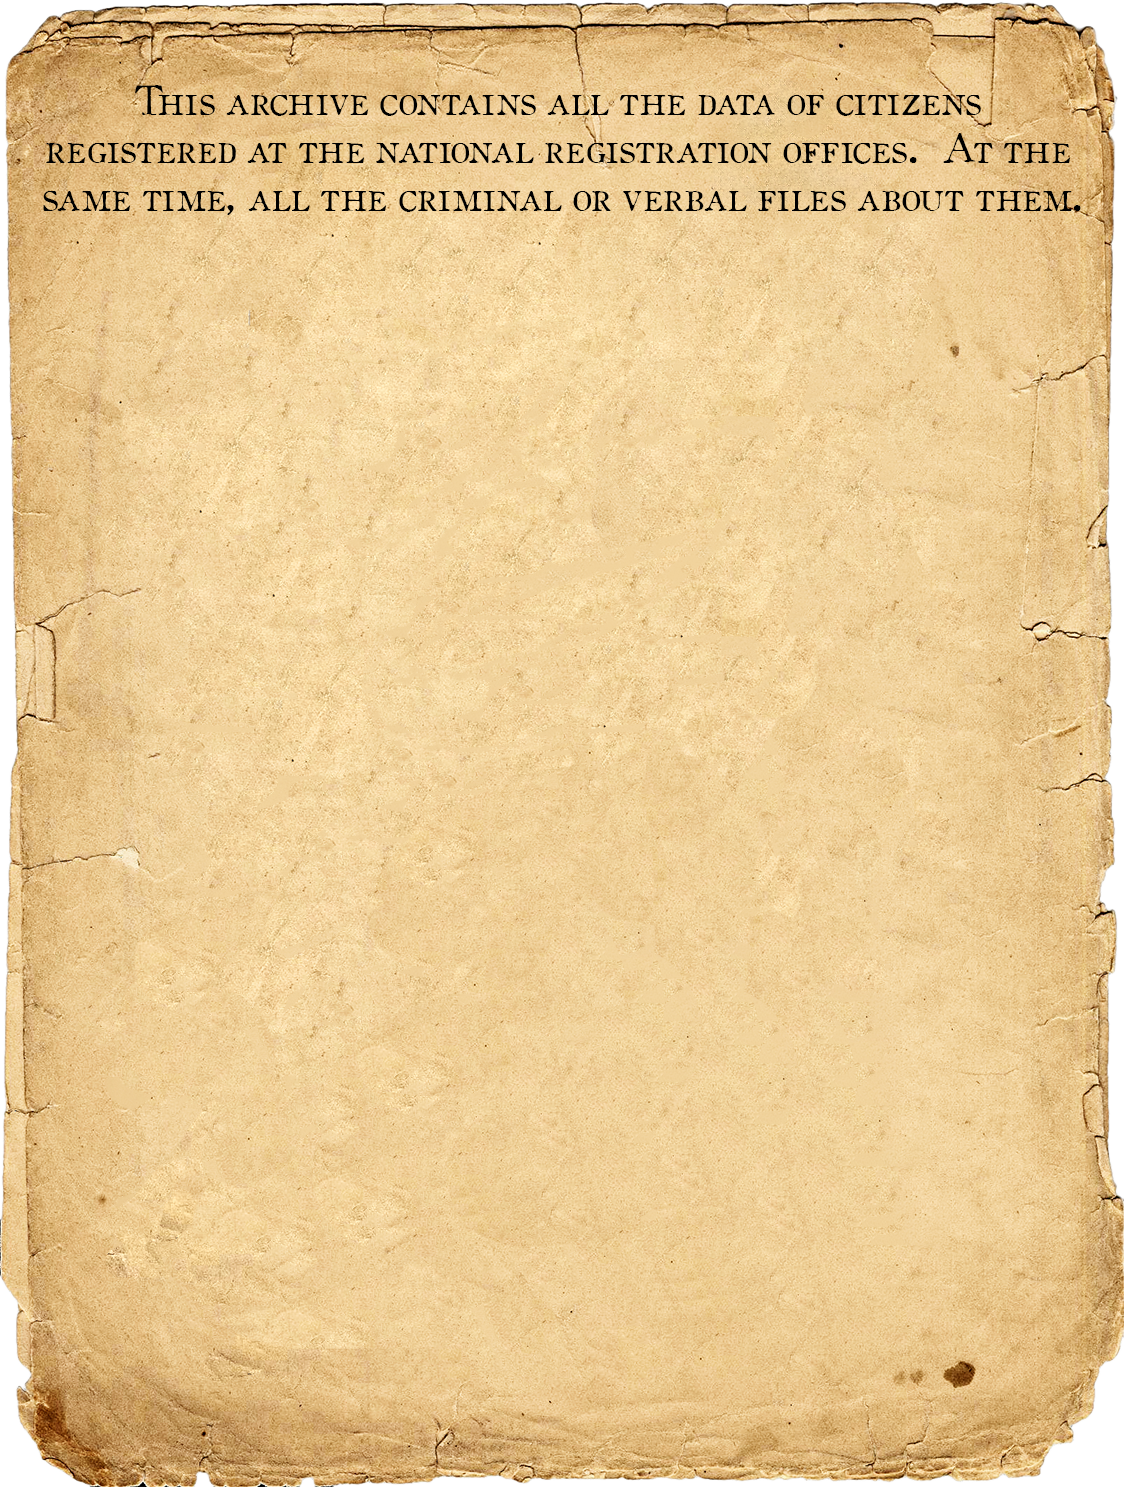 This archive contains all the data of citizens
registered at the national registration offices.  At the
same time, all the criminal or verbal files about them.